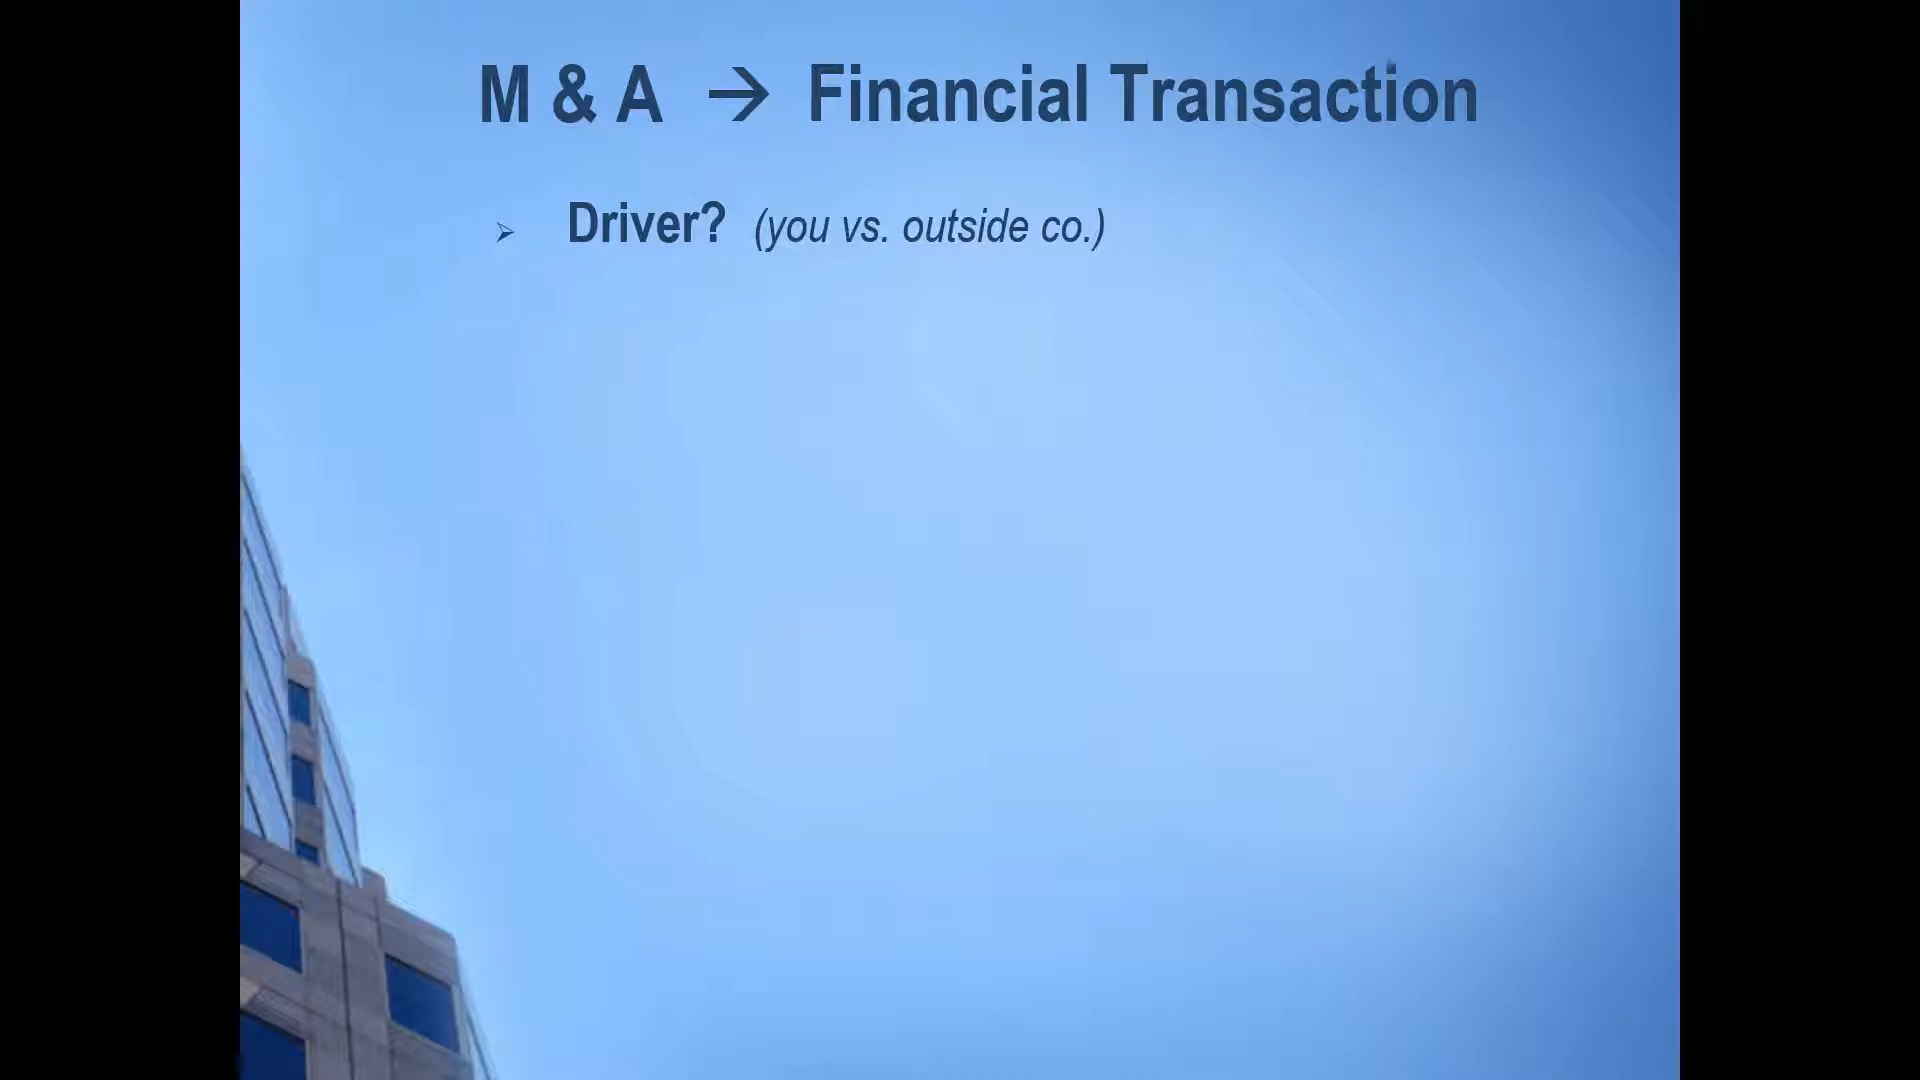 M & A → Financial Transaction
➢ Driver? (you vs. outside co.)